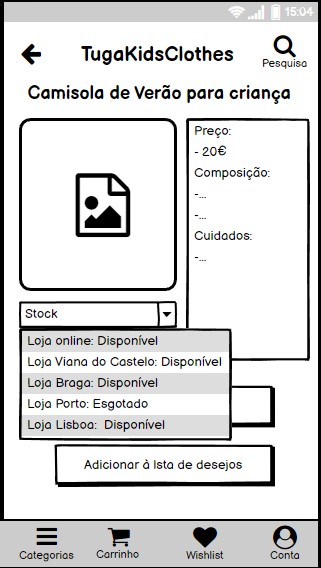 15:04
TugaKidsClothes
Pesquisa
Camisola de Verão para criança
Preço:
- 20€
Composição:
-...
-...
Cuidados:
-...
Stock
Loja online: Disponível
Loja Viana do Castelo: Disponível
Loja Braga: Disponível
Loja Porto: Esgotado
Loja Lisboa: Disponível
Adicionar à lsta de desejos
Categorias
Carrinho
Wishlist
Conta